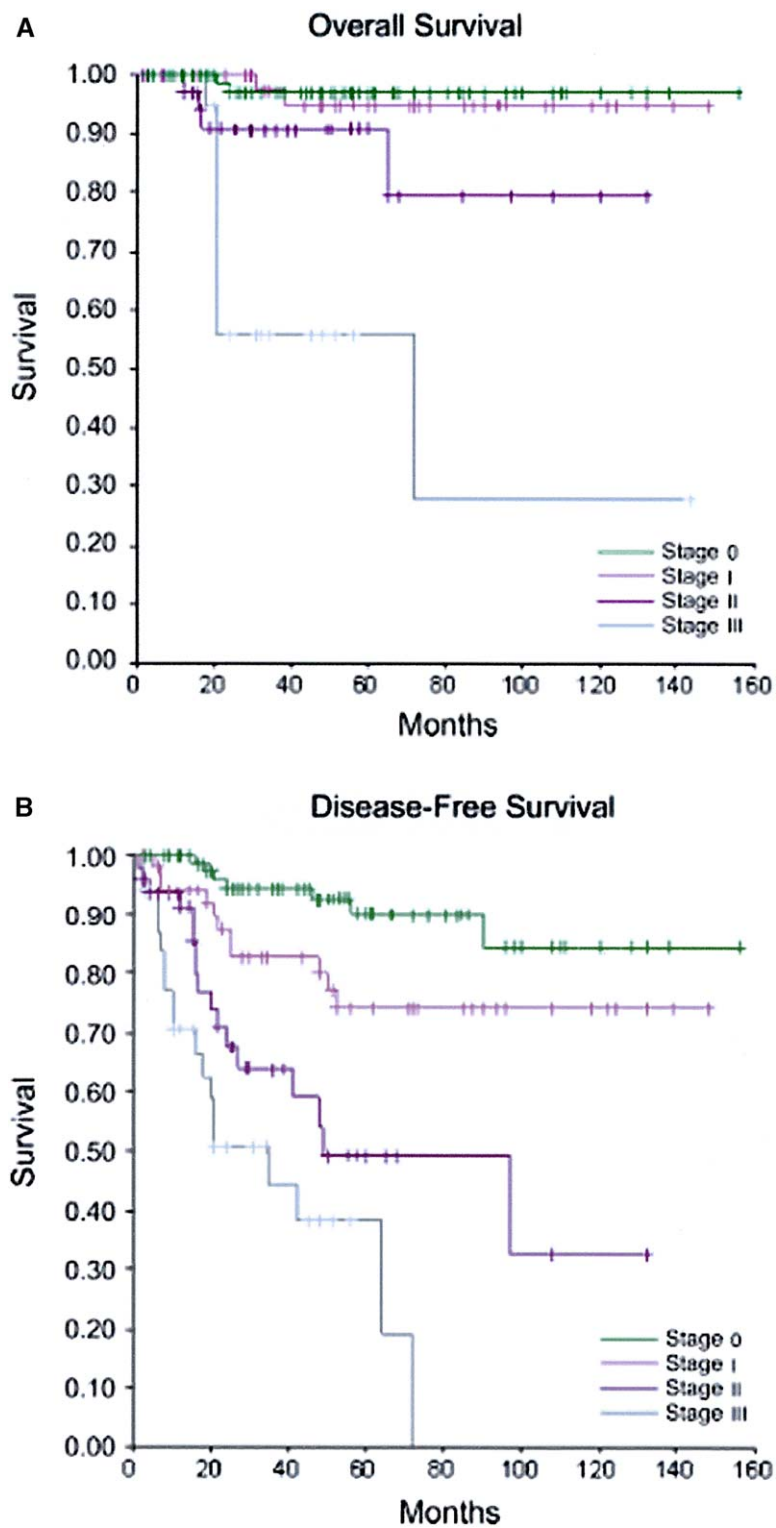 A
Overall Survival
1.00
0.90
0.80
0.70
0.60
0.50
0.40
0.30
0.20
0.10
0.00
Survival
Stage 0
Stage I
Stage II
Stage III
0 20 40 60 80 100 120 140 160
Months
B
Disease-Free Survival
1.00
0.90
0.80
0.70
0.60
0.50
0.40
0.30
0.20
0.10
0.00
Survival
Stage 0
Stage I
Stage II
Stage III
0 20 40 60 80 100 120 140 160
Months